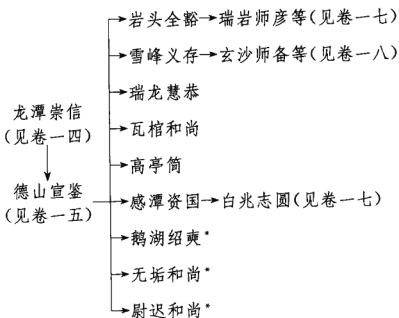 岩头全豁→瑞岩师彦等(见卷一七)
雪峰义存→玄沙师备等(见卷一八)
瑞龙慧恭
龙潭崇信
(见卷一四)
瓦棺和尚
高亭简
德山宣鉴
(见卷一五)
感潭资国→白兆志圆(见卷一七)
鹅湖绍爽*
无垢和尚*
尉迟和尚*